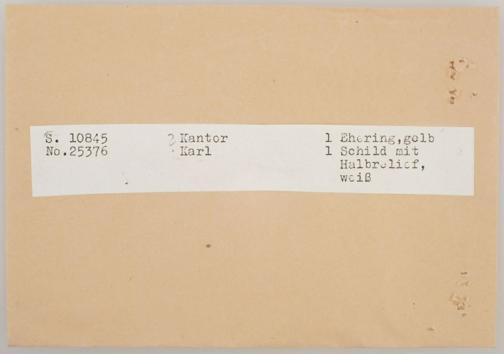 S. 10845 ? Kantor 1 Ehering,gelb
No.25376 Karl 1 Schild mit
Halbrelief,
weiß